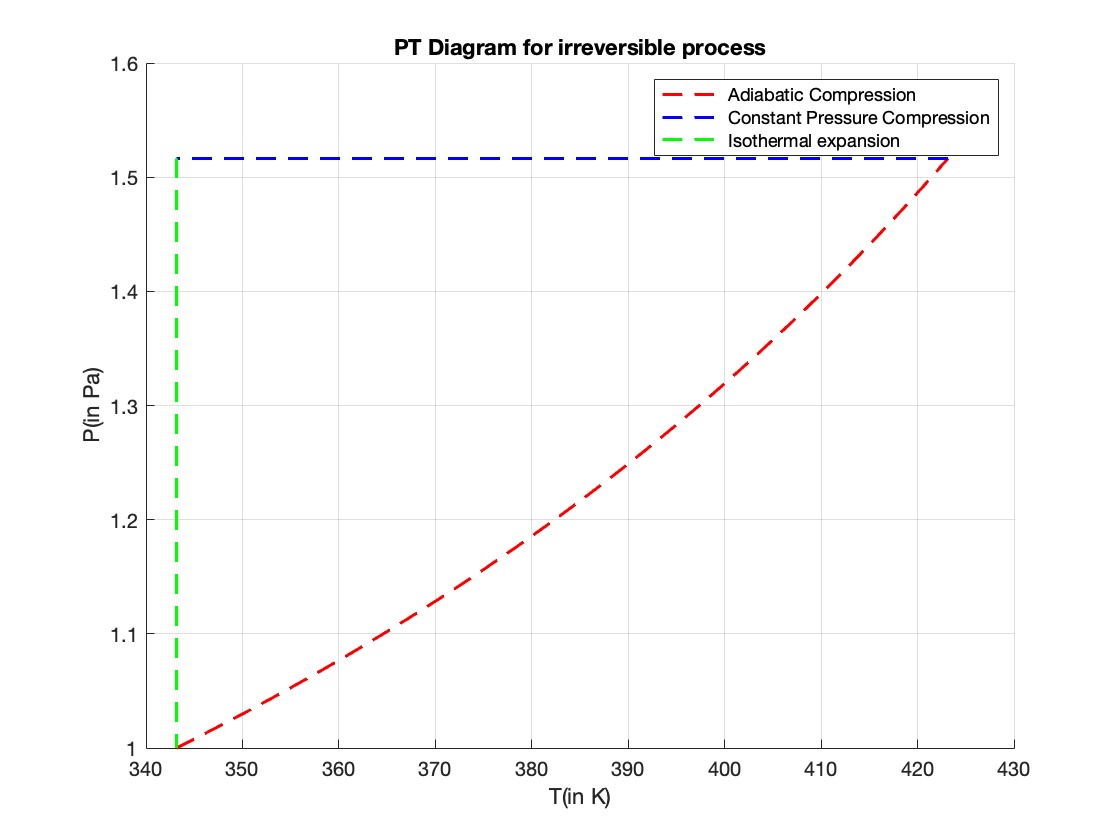 PT Diagram for irreversible process
Adiabatic Compression
Constant Pressure Compression
Isothermal expansion
P(in Pa)
1.6
1.5
1.4
1.3
1.2
1.1
1
340 350 360 370 380 390 400 410 420 430
T(in K)